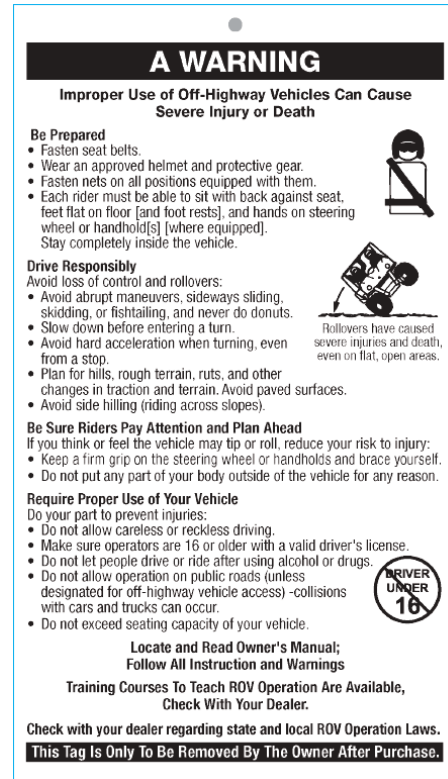 A WARNING
Improper Use of Off-Highway Vehicles Can Cause
Severe Injury or Death
Be Prepared
• Fasten seat belts.
• Wear an approved helmet and protective gear.
• Fasten nets on all positions equipped with them.
• Each rider must be able to sit with back against seat,
feet flat on floor [and foot rests], and hands on steering
wheel or handhold[s] [where equipped].
Stay completely inside the vehicle.
Drive Responsibly
Avoid loss of control and rollovers:
• Avoid abrupt maneuvers, sideways sliding,
skidding, or fishtailing, and never do donuts.
• Slow down before entering a turn.
• Avoid hard acceleration when turning, even
from a stop.
• Plan for hills, rough terrain, ruts, and other
changes in traction and terrain. Avoid paved surfaces.
• Avoid side hilling (riding across slopes).
Rollovers have caused
severe injuries and death,
even on flat, open areas.
Be Sure Riders Pay Attention and Plan Ahead
If you think or feel the vehicle may tip or roll, reduce your risk to injury:
• Keep a firm grip on the steering wheel or handholds and brace yourself.
• Do not put any part of your body outside of the vehicle for any reason.
Require Proper Use of Your Vehicle
Do your part to prevent injuries:
• Do not allow careless or reckless driving.
• Make sure operators are 16 or older with a valid driver's license.
• Do not let people drive or ride after using alcohol or drugs.
• Do not allow operation on public roads (unless
designated for off-highway vehicle access) -collisions
with cars and trucks can occur.
• Do not exceed seating capacity of your vehicle.
DRIVER
UNDER
16
Locate and Read Owner's Manual;
Follow All Instruction and Warnings
Training Courses To Teach ROV Operation Are Available,
Check With Your Dealer.
Check with your dealer regarding state and local ROV Operation Laws.
This Tag Is Only To Be Removed By The Owner After Purchase.